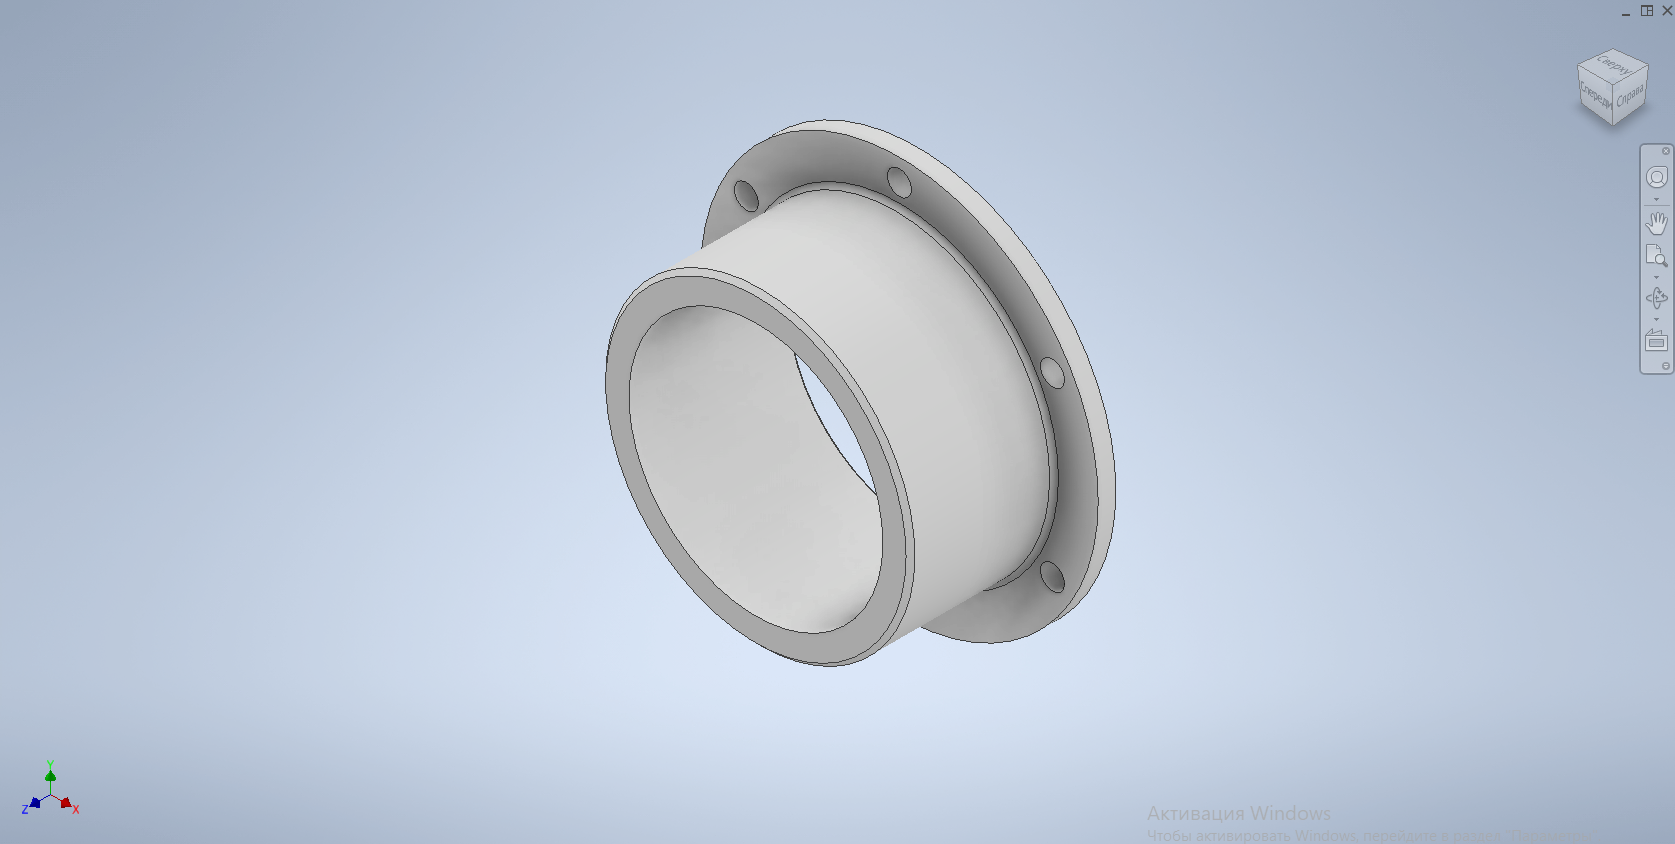 Сверху
Спереди
Справа
Y
Z
X
Активация Windows
Чтобы активировать Windows, перейдите в раздел